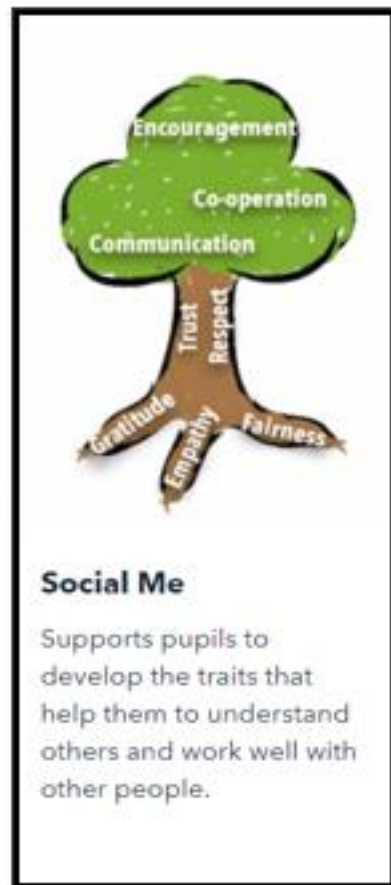 Encouragement
Co-operation
Communication
Trust
Respect
Gratitude
Empathy
Fairness
Social Me
Supports pupils to
develop the traits that
help them to understand
others and work well with
other people.